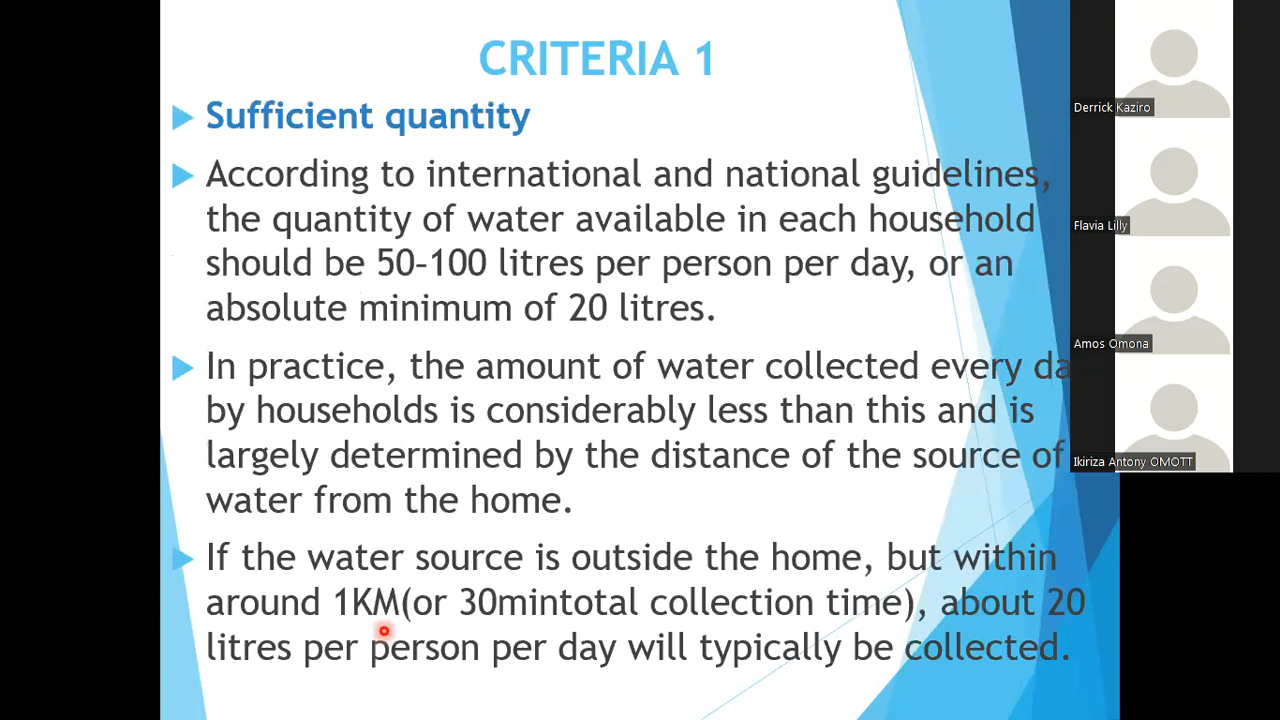 CRITERIA 1
Sufficient quantity
According to international and national guidelines,
the quantity of water available in each household
should be 50–100 litres per person per day, or an
absolute minimum of 20 litres.
In practice, the amount of water collected every da
by households is considerably less than this and is
largely determined by the distance of the source of
water from the home.
If the water source is outside the home, but within
around 1KM(or 30mintotal collection time), about 20
litres per person per day will typically be collected.
Derrick Kaziro
Flavia Lilly
Amos Omona
Ikiriza Antony OMOTT